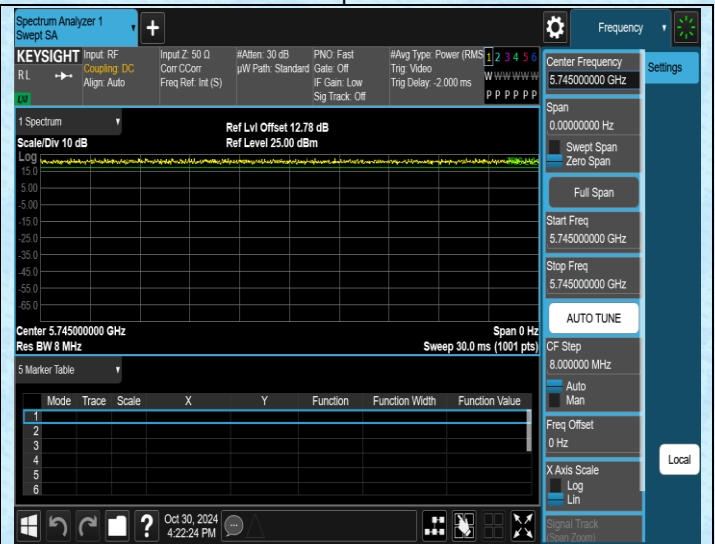 Spectrum Analyzer 1
Swept SA
Frequency
KEYSIGHT
RL
LXI
Input: RF
Coupling: DC
Align: Auto
Input Z: 50 Ω
Corr CCorr
Freq Ref: Int (S)
#Atten: 30 dB
µW Path: Standard
PNO: Fast
Gate: Off
IF Gain: Low
Sig Track: Off
#Avg Type: Power (RMS
Trig: Video
Trig Delay: -2.000 ms
1 2 3 4 5 6
W W W W W W
P P P P P P
1 Spectrum
Scale/Div 10 dB
Ref Lvl Offset 12.78 dB
Ref Level 25.00 dBm
Log
15.0
5.00
-5.00
-15.0
-25.0
-35.0
-45.0
-55.0
-65.0
Center 5.745000000 GHz
Span 0 Hz
Res BW 8 MHz
Sweep 30.0 ms (1001 pts)
5 Marker Table
Mode Trace Scale X Y Function Function Width Function Value
1
2
3
4
5
6
?
Oct 30, 2024
4:22:24 PM
Center Frequency
5.745000000 GHz
Settings
Span
0.00000000 Hz
Swept Span
Zero Span
Full Span
Start Freq
5.745000000 GHz
Stop Freq
5.745000000 GHz
AUTO TUNE
CF Step
8.000000 MHz
Auto
Man
Freq Offset
0 Hz
X Axis Scale
Log
Lin
Local
Signal Track
(Span Zoom)